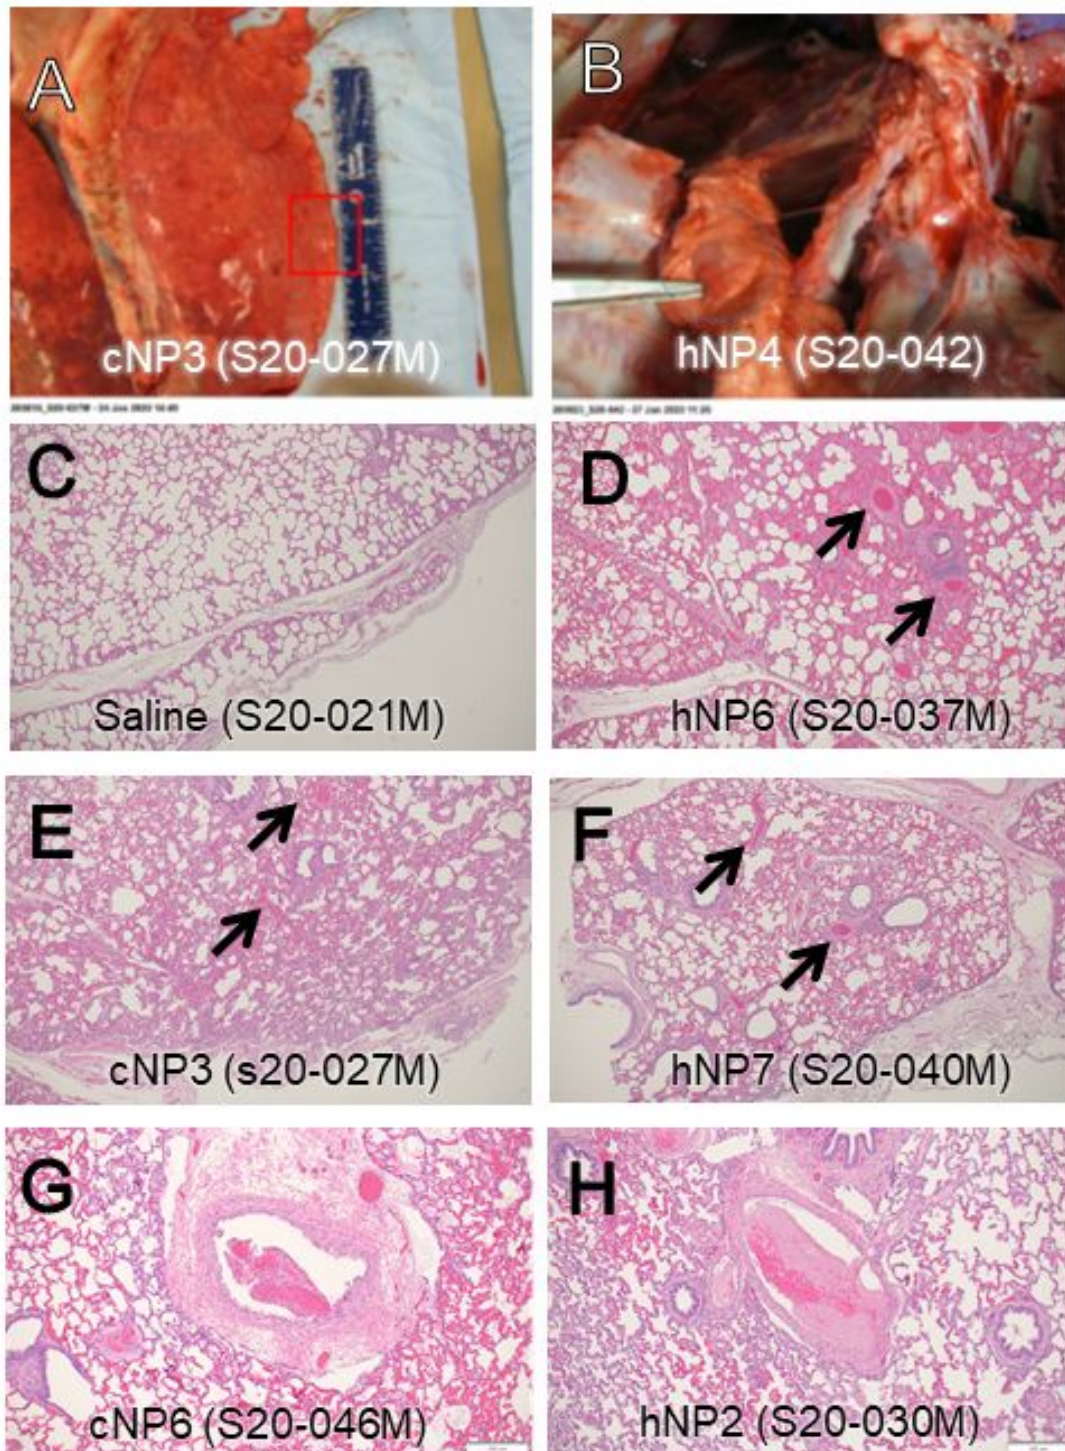 A
cNP3 (S20-027M)
B
hNP4 (S20-042)
C
Saline (S20-021M)
D
hNP6 (S20-037M)
E
cNP3 (s20-027M)
F
hNP7 (S20-040M)
G
cNP6 (S20-046M)
H
hNP2 (S20-030M)